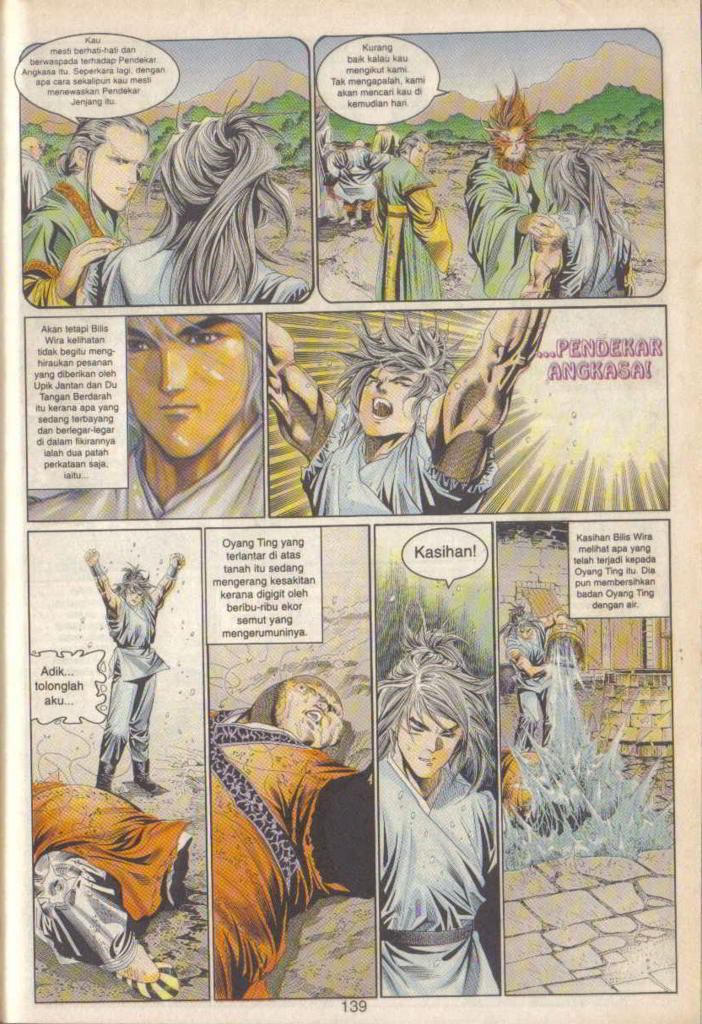 Kau
mesti berhati-hati dan
berwaspada terhadap Pendekar
Angkasa itu. Seperkara lagi, dengan
apa cara sekalipun kau mesti
menewaskan Pendekar
Jenjang itu.
Kurang
baik kalau kau
mengikut kami.
Tak mengapalah, kami
akan mencari kau di
kemudian hari.
Akan tetapi Bilis
Wira kelihatan
tidak begitu meng-
hiraukan pesanan
yang diberikan oleh
Upik Jantan dan Du
Tangan Berdarah
itu kerana apa yang
sedang terbayang
dan berlegar-legar
di dalam fikirannya
ialah dua patah
perkataan saja,
iaitu...
...PENDEKAR
ANGKASA!
Adik...
tolonglah
aku...
Oyang Ting yang
terlantar di atas
tanah itu sedang
mengerang kesakitan
kerana digigit oleh
beribu-ribu ekor
semut yang
mengerumuninya.
Kasihan!
Kasihan Bilis Wira
melihat apa yang
telah terjadi kepada
Oyang Ting itu. Dia
pun membersihkan
badan Oyang Ting
dengan air.
139